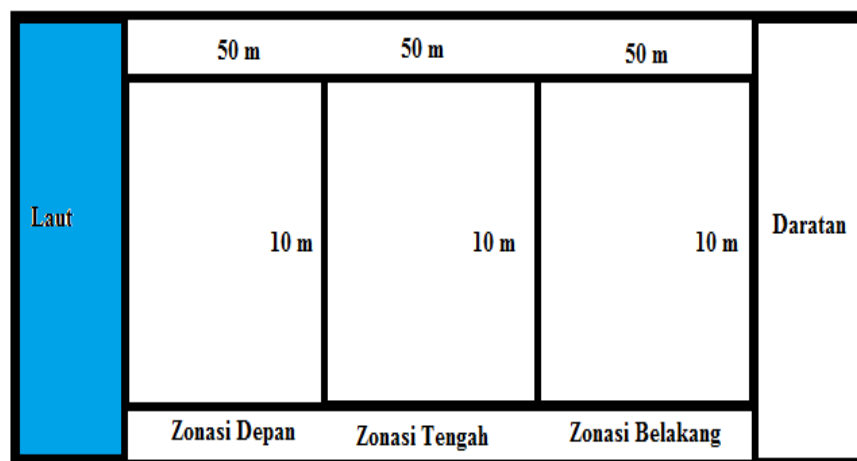 50 m
50 m
50 m
Laut
10 m
10 m
10 m
Daratan
Zonasi Depan
Zonasi Tengah
Zonasi Belakang